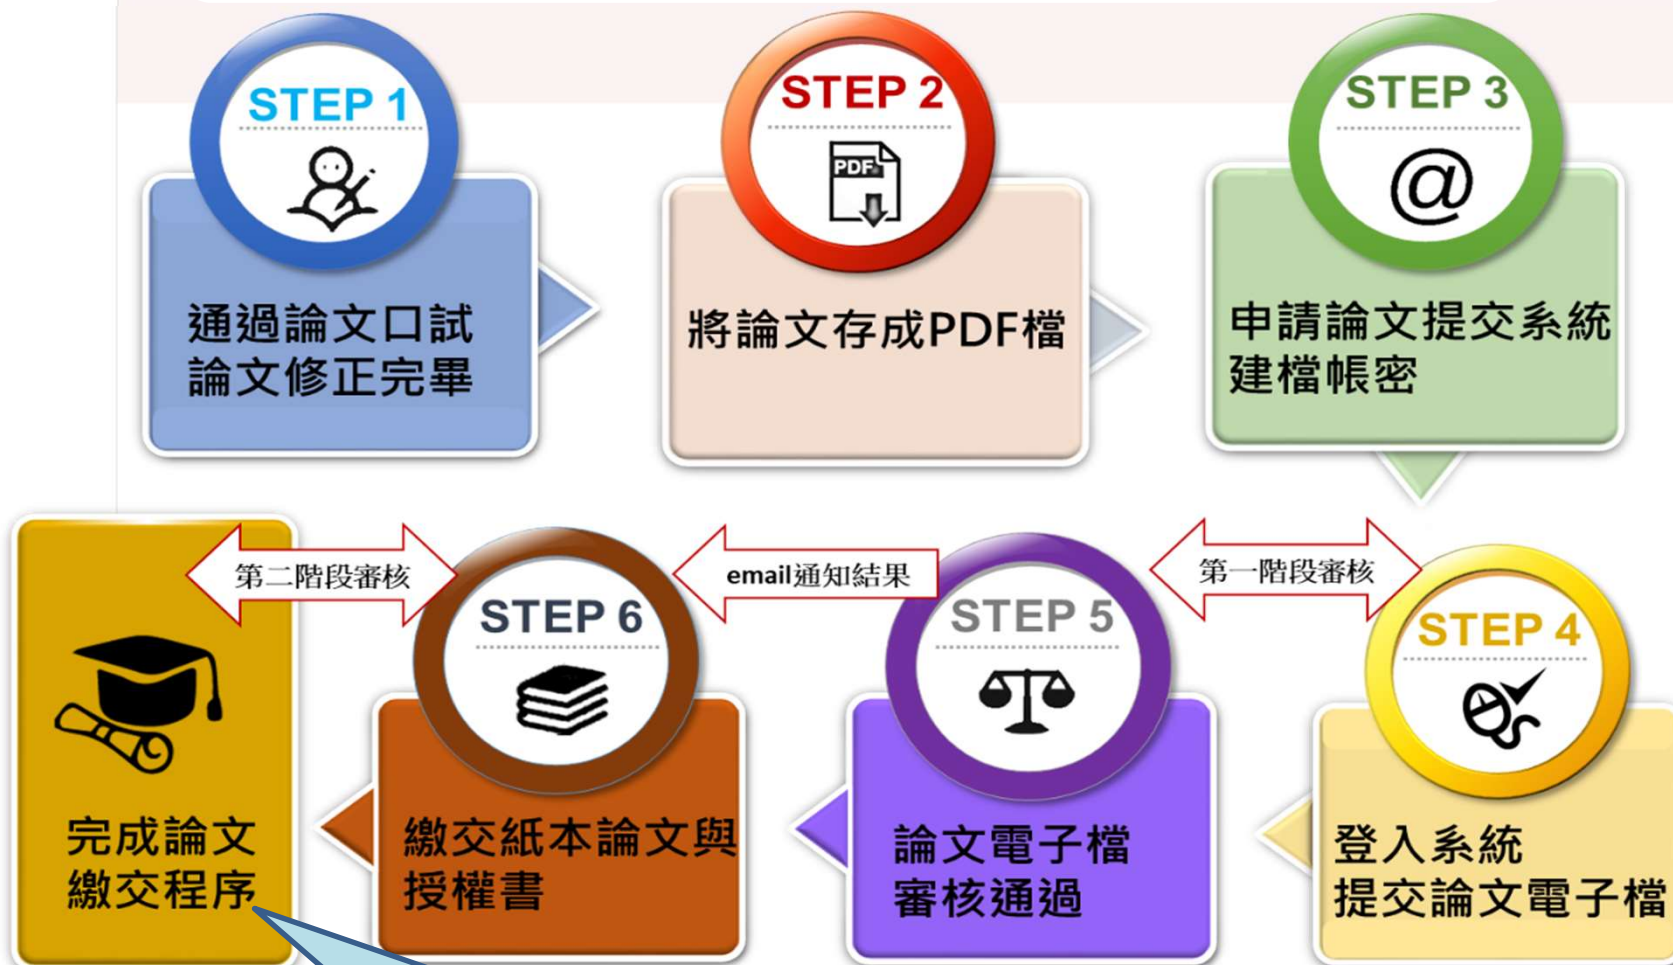 STEP 1
通過論文口試
論文修正完畢
STEP 2
PDF
將論文存成PDF檔
STEP 3
@
申請論文提交系統
建檔帳密
第一階段審核
STEP 4
登入系統
提交論文電子檔
STEP 5
論文電子檔
審核通過
email通知結果
STEP 6
繳交紙本論文與
授權書
第二階段審核
完成論文
繳交程序